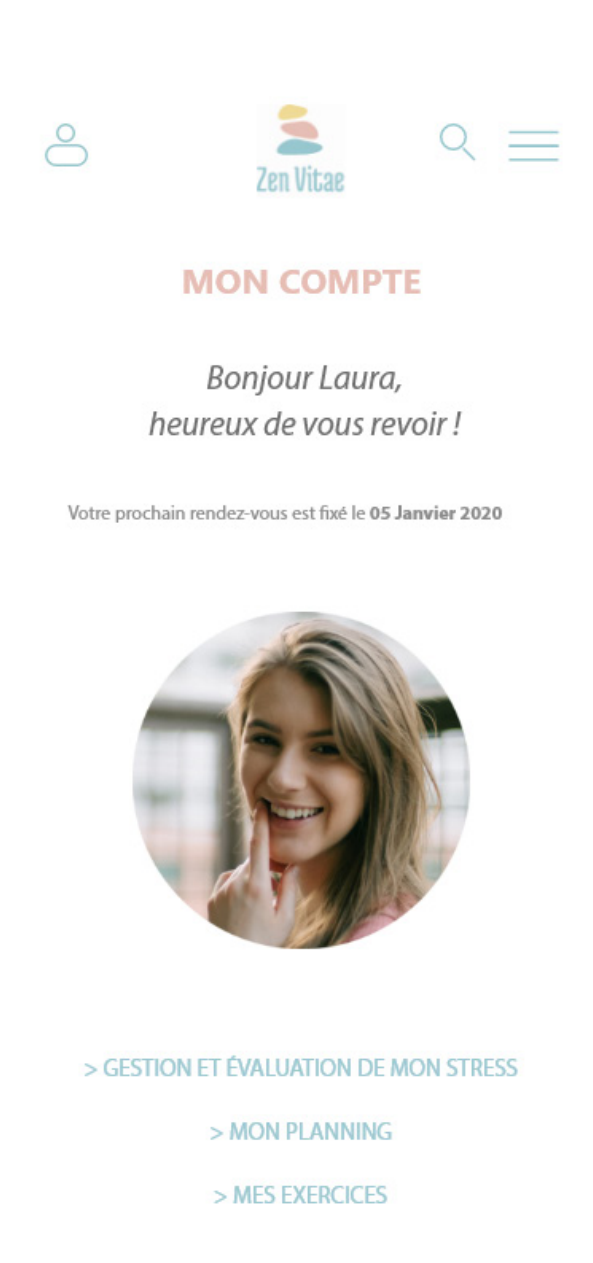 Zen Vitae
MON COMPTE
Bonjour Laura,
heureux de vous revoir !
Votre prochain rendez-vous est fixé le 05 Janvier 2020
> GESTION ET ÉVALUATION DE MON STRESS
> MON PLANNING
> MES EXERCICES